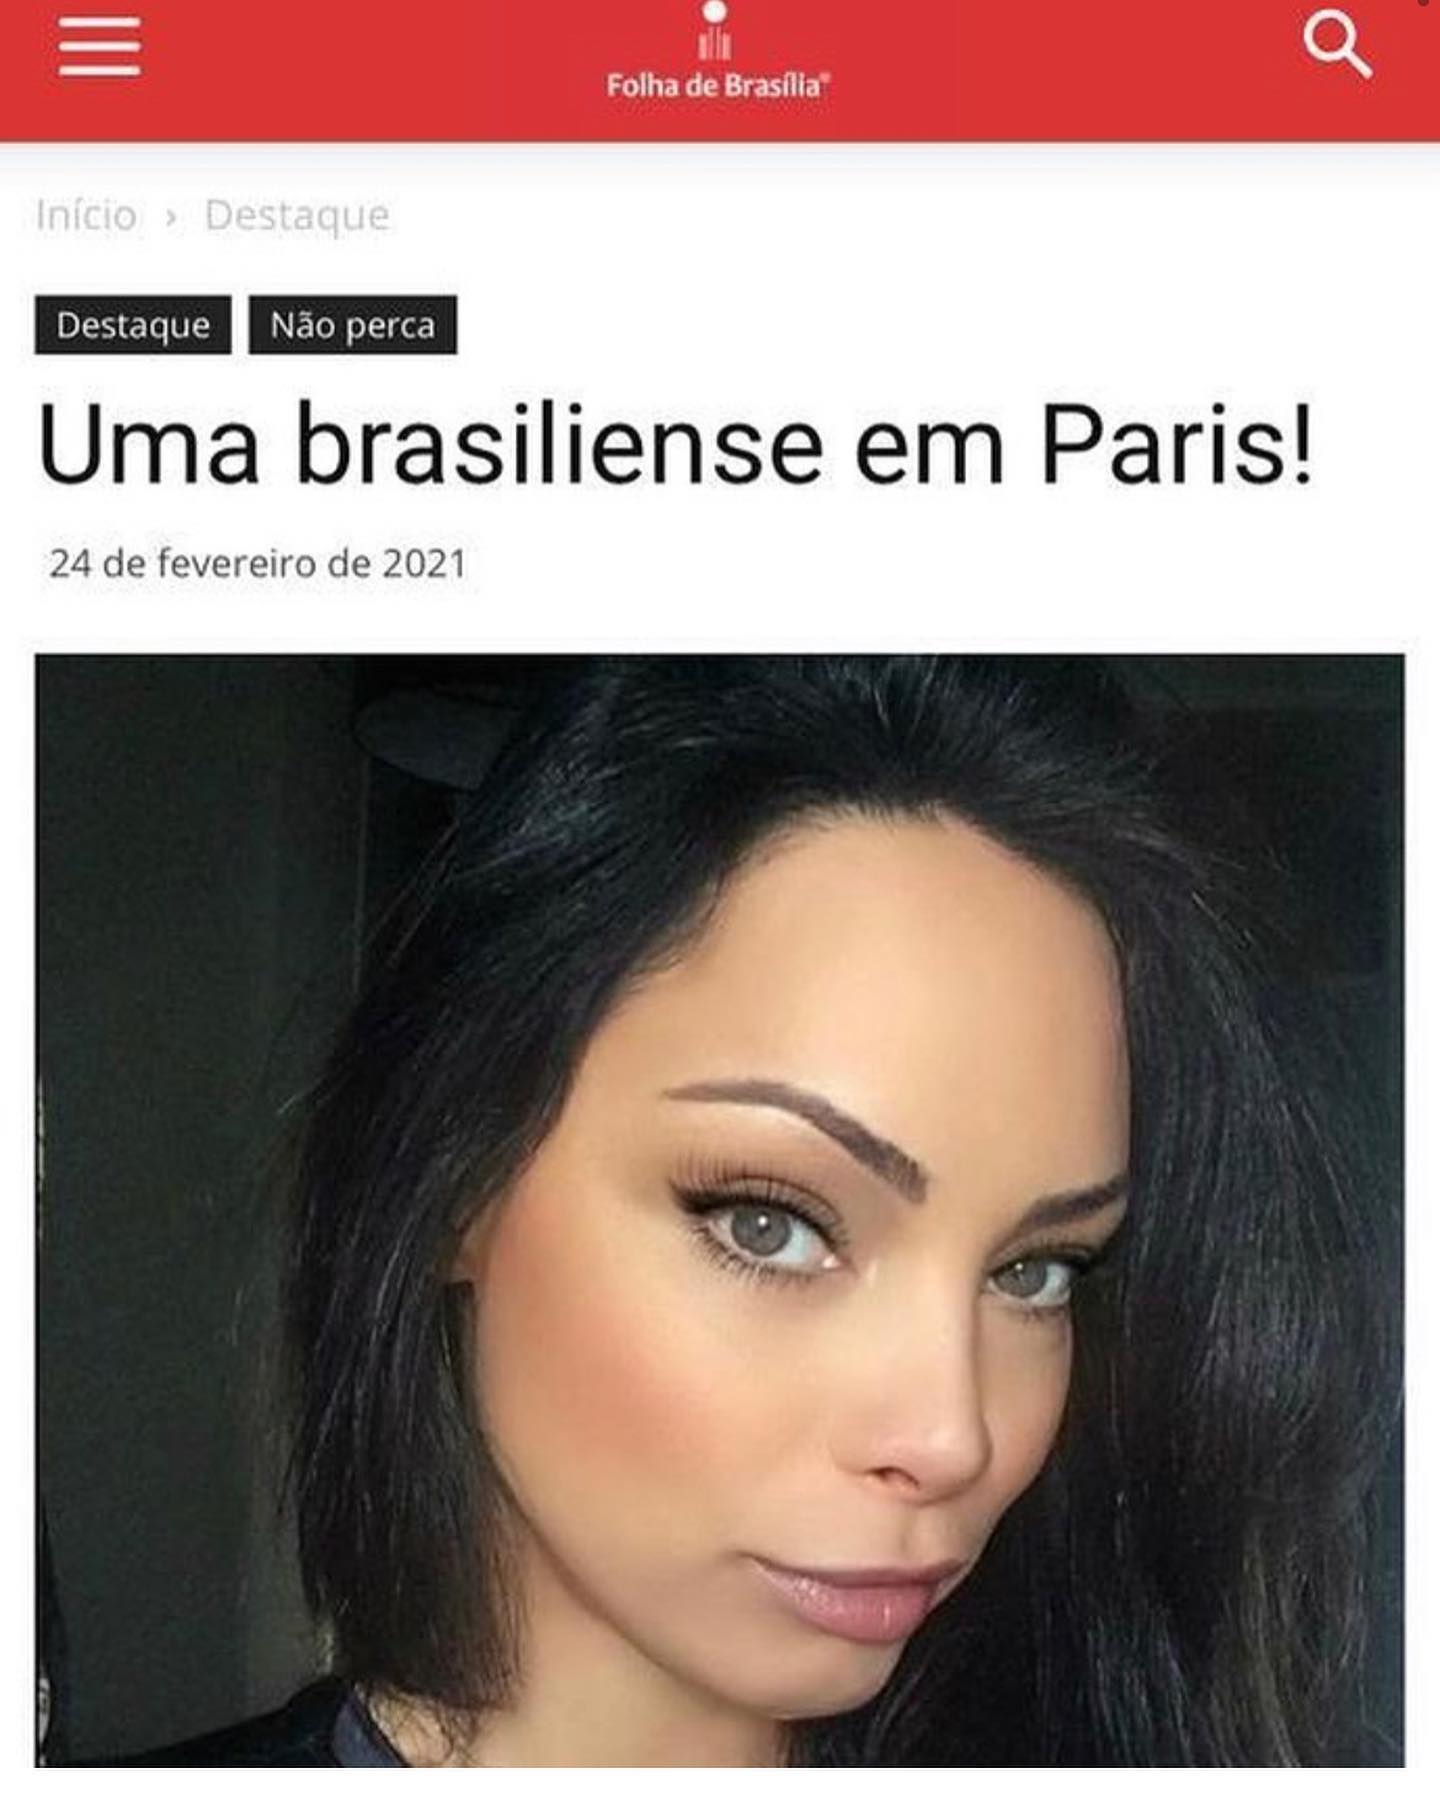 Folha de Brasília®
Início › Destaque
Destaque Não perca
Uma brasiliense em Paris!
24 de fevereiro de 2021